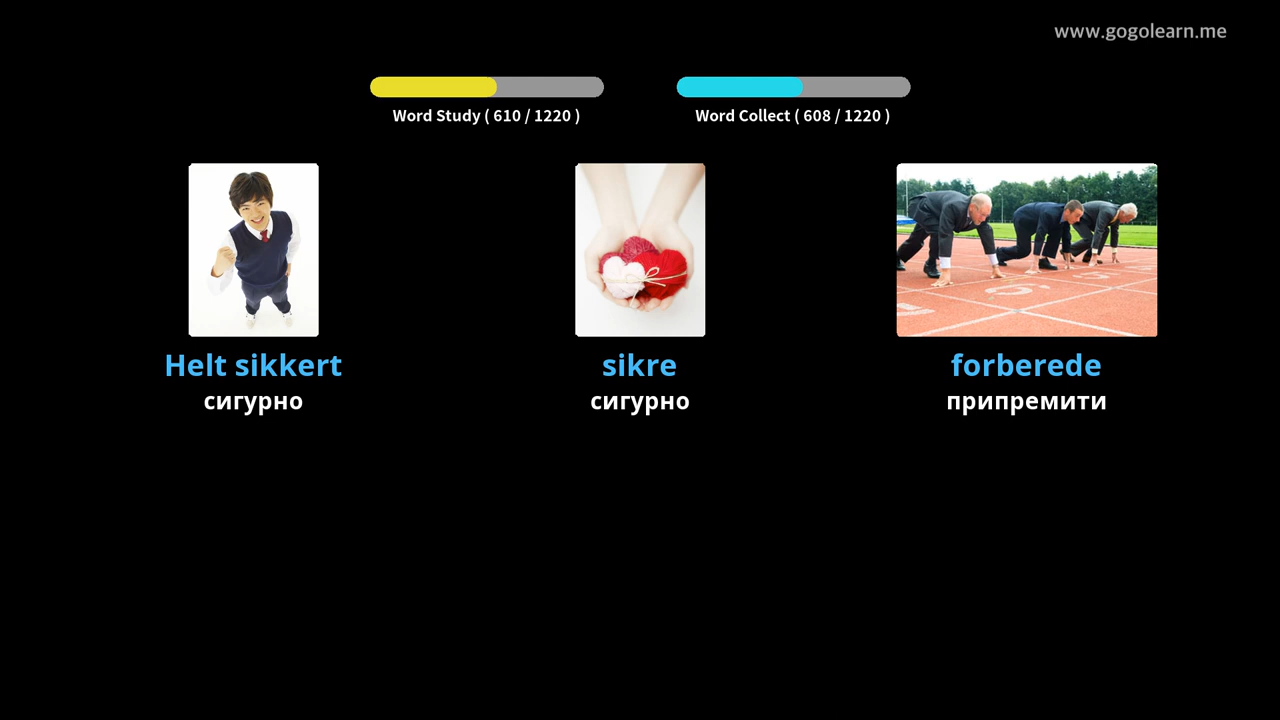 www.gogolearn.me
Word Study ( 610 / 1220 )
Word Collect ( 608 / 1220 )
Helt sikkert
сигурно
sikre
сигурно
forberede
припремити